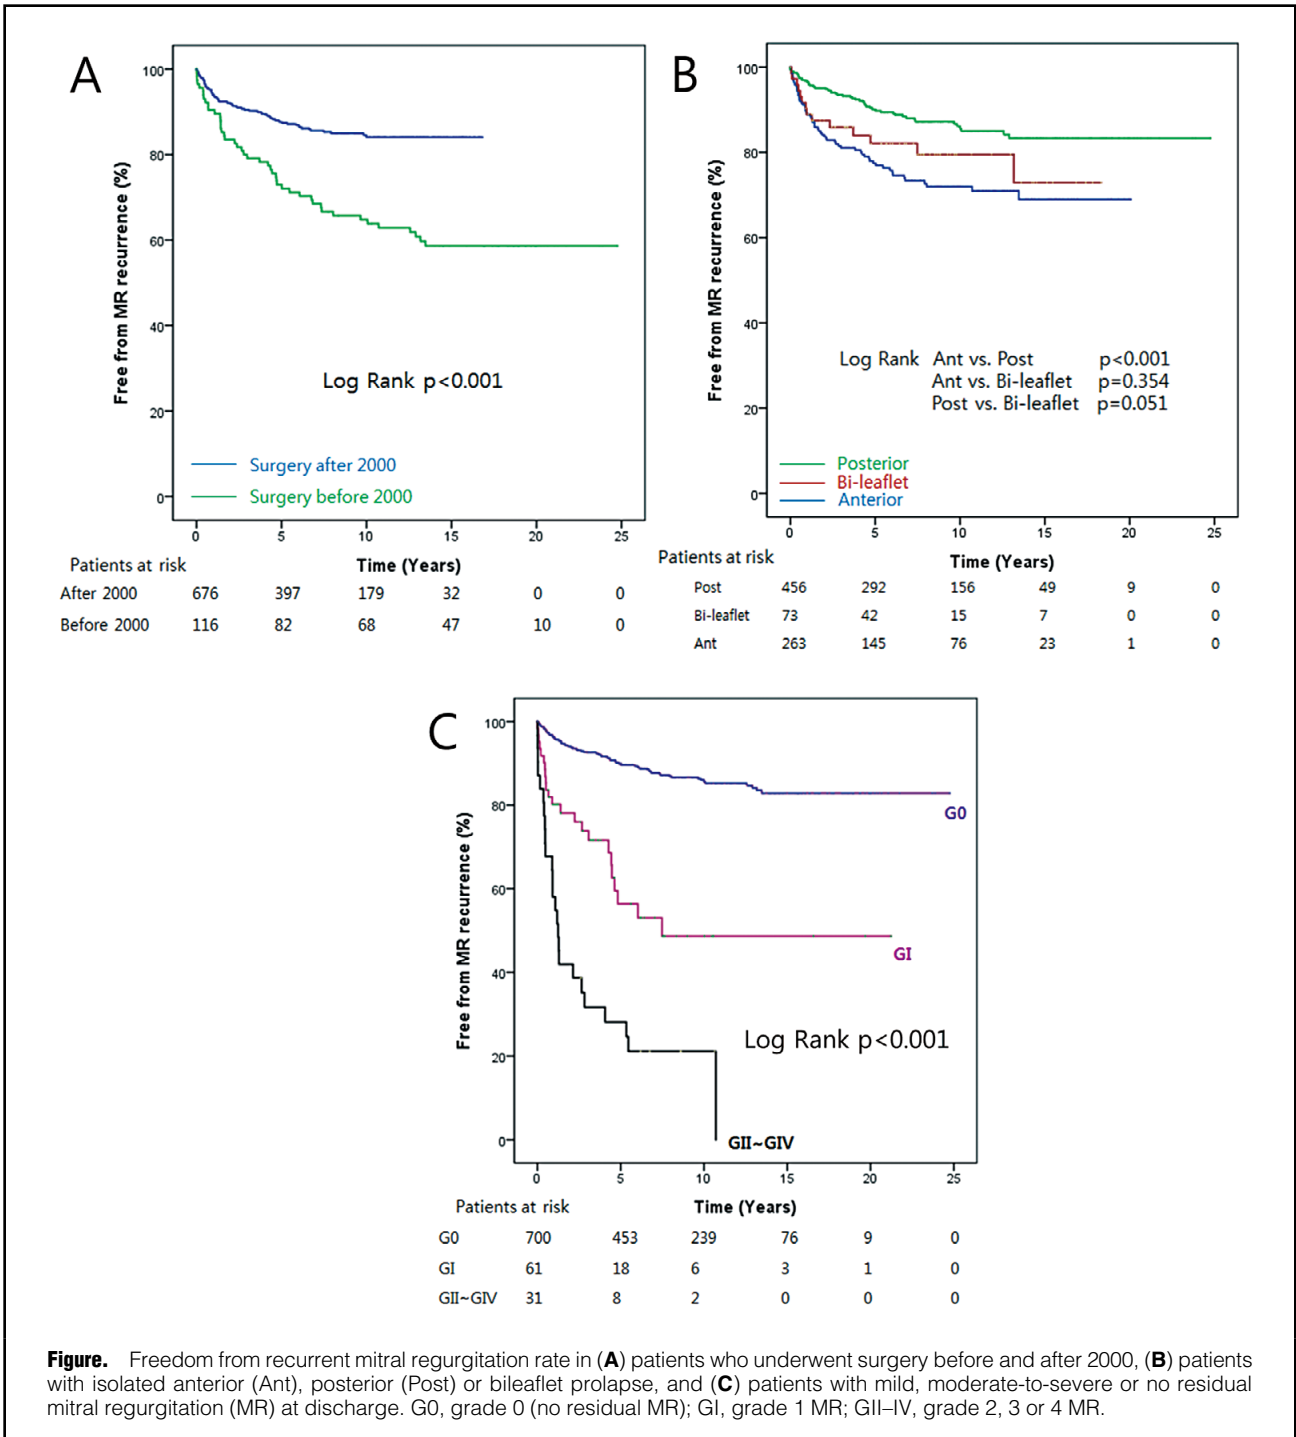 A
Free from MR recurrence (%)
100
80
60
40
20
0
Log Rank p<0.001
Surgery after 2000
Surgery before 2000
0 5 10 15 20 25
Patients at risk Time (Years)
After 2000 676 397 179 32 0 0
Before 2000 116 82 68 47 10 0
B
Free from MR recurrence (%)
100
80
60
40
20
0
Log Rank Ant vs. Post p<0.001
Ant vs. Bi-leaflet p=0.354
Post vs. Bi-leaflet p=0.051
Posterior
Bi-leaflet
Anterior
0 5 10 15 20 25
Patients at risk Time (Years)
Post 456 292 156 49 9 0
Bi-leaflet 73 42 15 7 0 0
Ant 263 145 76 23 1 0
C
Free from MR recurrence (%)
100
80
60
40
20
0
G0
GI
Log Rank p<0.001
GII~GIV
0 5 10 15 20 25
Patients at risk Time (Years)
G0 700 453 239 76 9 0
GI 61 18 6 3 1 0
GII~GIV 31 8 2 0 0 0
Figure. Freedom from recurrent mitral regurgitation rate in (A) patients who underwent surgery before and after 2000, (B) patients
with isolated anterior (Ant), posterior (Post) or bileaflet prolapse, and (C) patients with mild, moderate-to-severe or no residual
mitral regurgitation (MR) at discharge. G0, grade 0 (no residual MR); GI, grade 1 MR; GII–IV, grade 2, 3 or 4 MR.